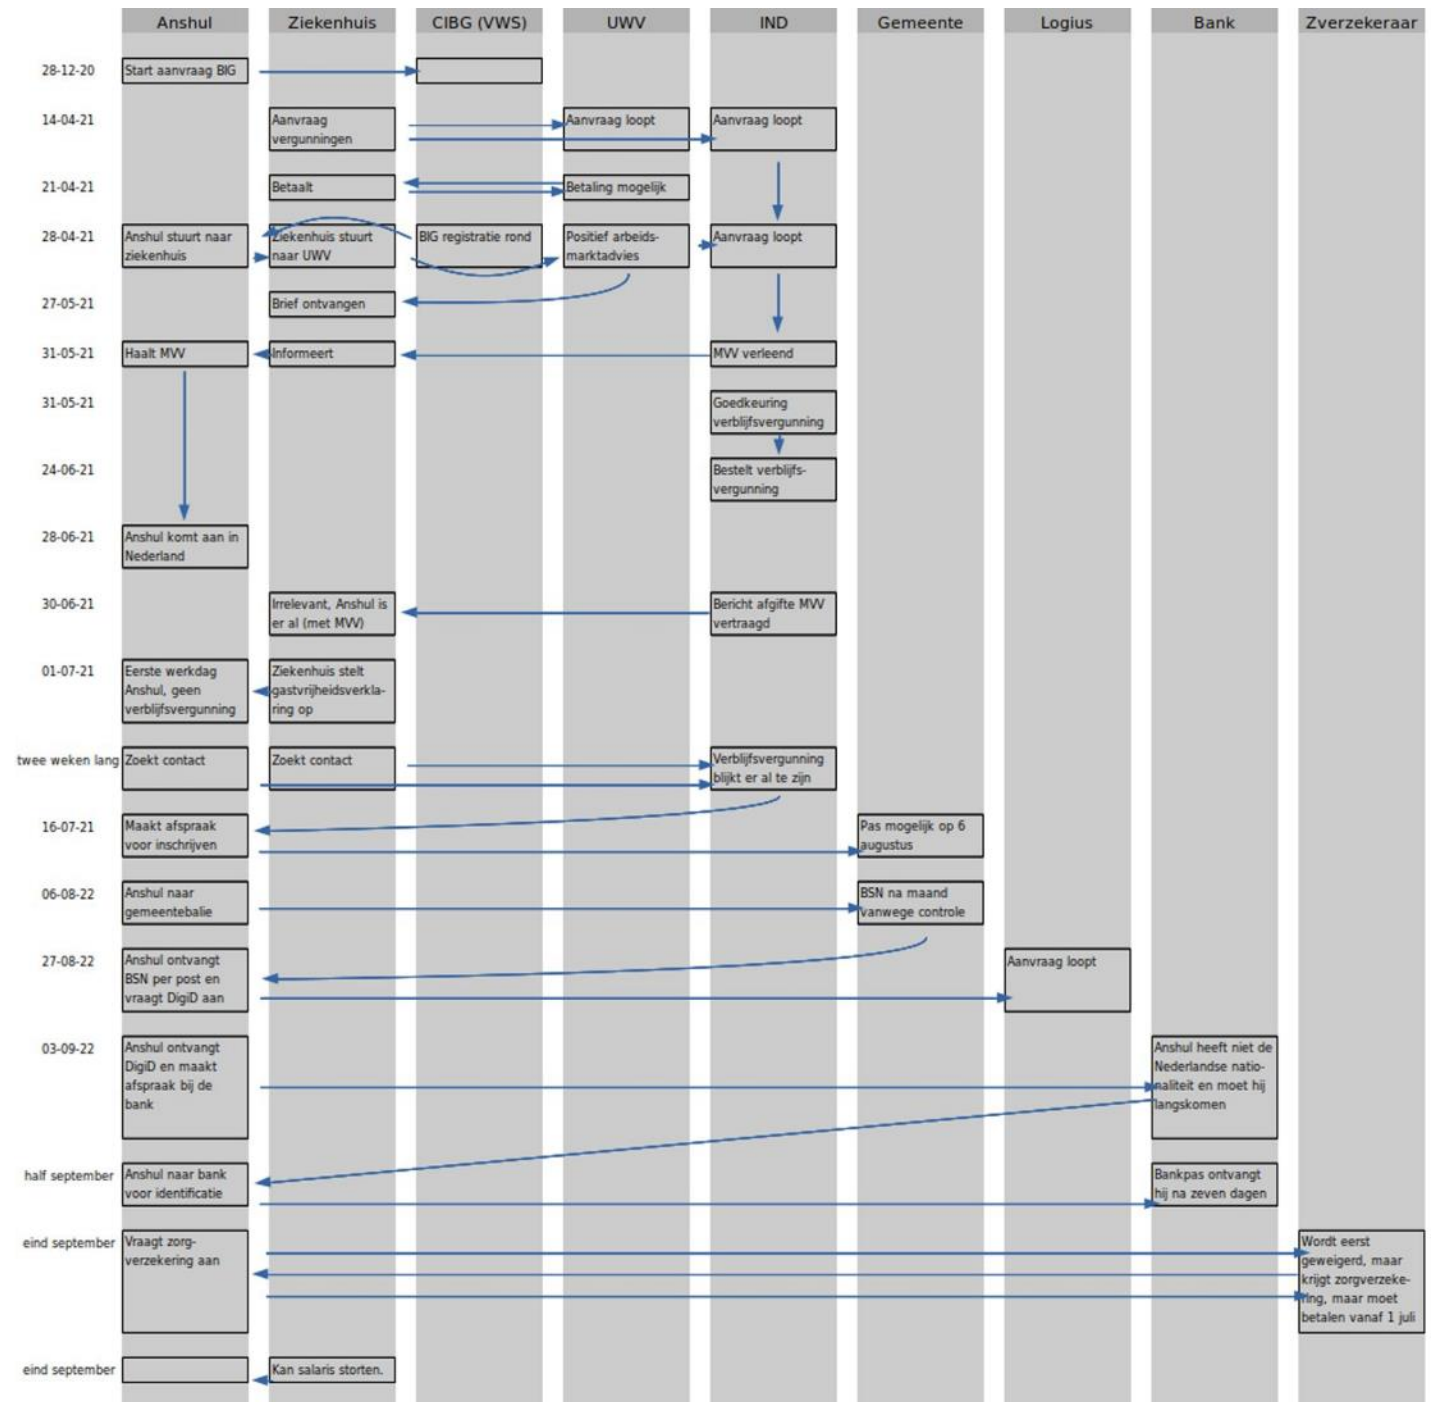 Anshul Ziekenhuis CIBG (VWS) UWV IND Gemeente Logius Bank Zverzekeraar
28-12-20
Start aanvraag BIG
14-04-21
Aanvraag
vergunningen
Aanvraag loopt
Aanvraag loopt
21-04-21
Betaalt
Betaling mogelijk
28-04-21
Anshul stuurt naar
ziekenhuis
Ziekenhuis stuurt
naar UWV
BIG registratie rond
Positief arbeids-
marktadvies
Aanvraag loopt
27-05-21
Brief ontvangen
31-05-21
Haalt MVV
Informeert
MVV verleend
31-05-21
Goedkeuring
verblijfsvergunning
24-06-21
Bestelt verblijfs-
vergunning
28-06-21
Anshul komt aan in
Nederland
30-06-21
Irrelevant, Anshul is
er al (met MVV)
Bericht afgifte MVV
vertraagd
01-07-21
Eerste werkdag
Anshul, geen
verblijfsvergunning
Ziekenhuis stelt
gastvrijheidsverkla-
ring op
twee weken lang
Zoekt contact
Zoekt contact
Verblijfsvergunning
blijkt er al te zijn
16-07-21
Maakt afspraak
voor inschrijven
Pas mogelijk op 6
augustus
06-08-22
Anshul naar
gemeentebalie
BSN na maand
vanwege controle
27-08-22
Anshul ontvangt
BSN per post en
vraagt DigiD aan
Aanvraag loopt
03-09-22
Anshul ontvangt
DigiD en maakt
afspraak bij de
bank
Anshul heeft niet de
Nederlandse natio-
naliteit en moet hij
langskomen
half september
Anshul naar bank
voor identificatie
Bankpas ontvangt
hij na zeven dagen
eind september
Vraagt zorg-
verzekering aan
Wordt eerst
geweigerd, maar
krijgt zorgverzeke-
ring, maar moet
betalen vanaf 1 juli
eind september
Kan salaris storten.